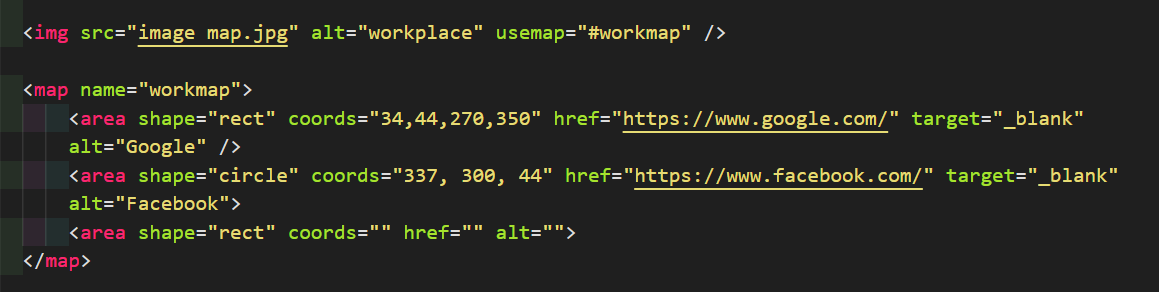 <img src="image map.jpg" alt="workplace" usemap="#workmap" />
<map name="workmap">
<area shape="rect" coords="34,44,270,350" href="https://www.google.com/" target="_blank"
alt="Google" />
<area shape="circle" coords="337, 300, 44" href="https://www.facebook.com/" target="_blank"
alt="Facebook">
<area shape="rect" coords="" href="" alt="">
</map>